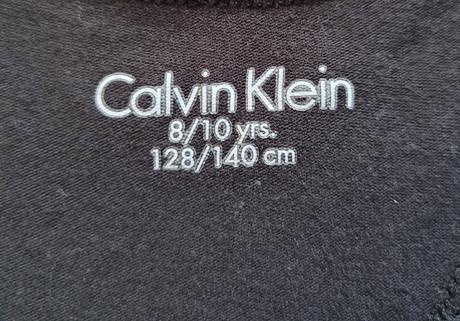 Calvin Klein
8/10 yrs.
128/140 cm